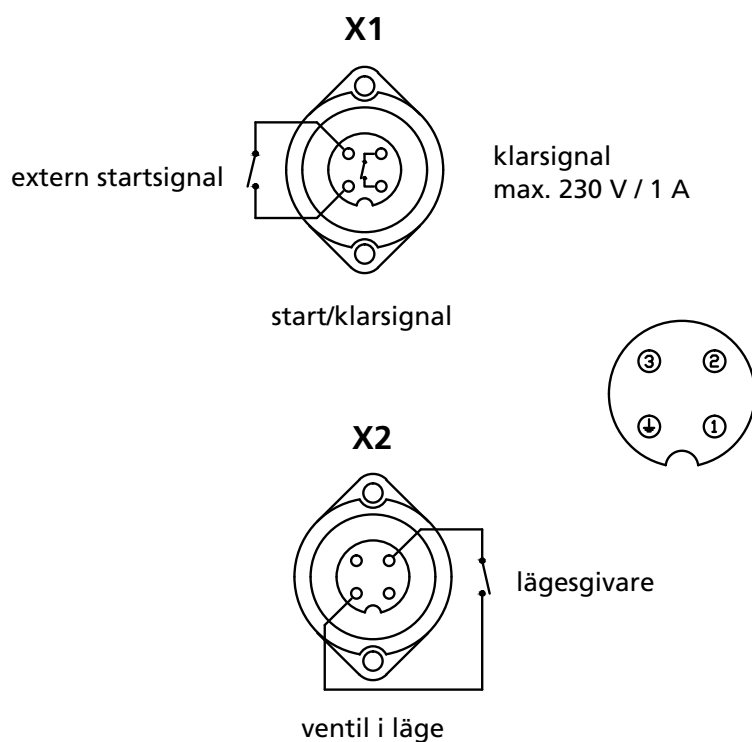 X1
extern startsignal
klarsignal
max. 230 V / 1 A
start/klarsignal
3 2
1
X2
lägesgivare
ventil i läge